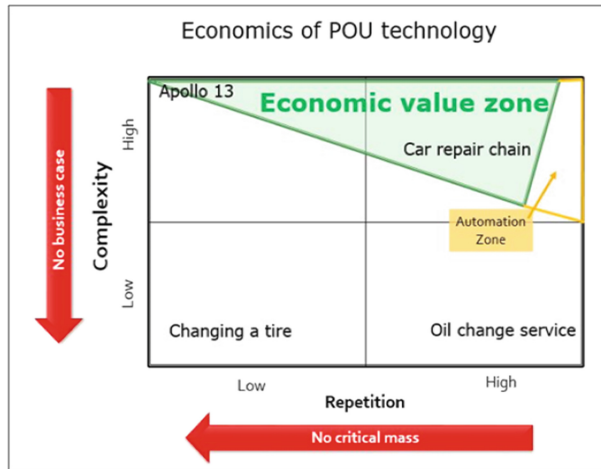 Economics of POU technology
No business case
Complexity
High
Low
Apollo 13
Economic value zone
Car repair chain
Automation
Zone
Changing a tire
Oil change service
Low
High
Repetition
No critical mass